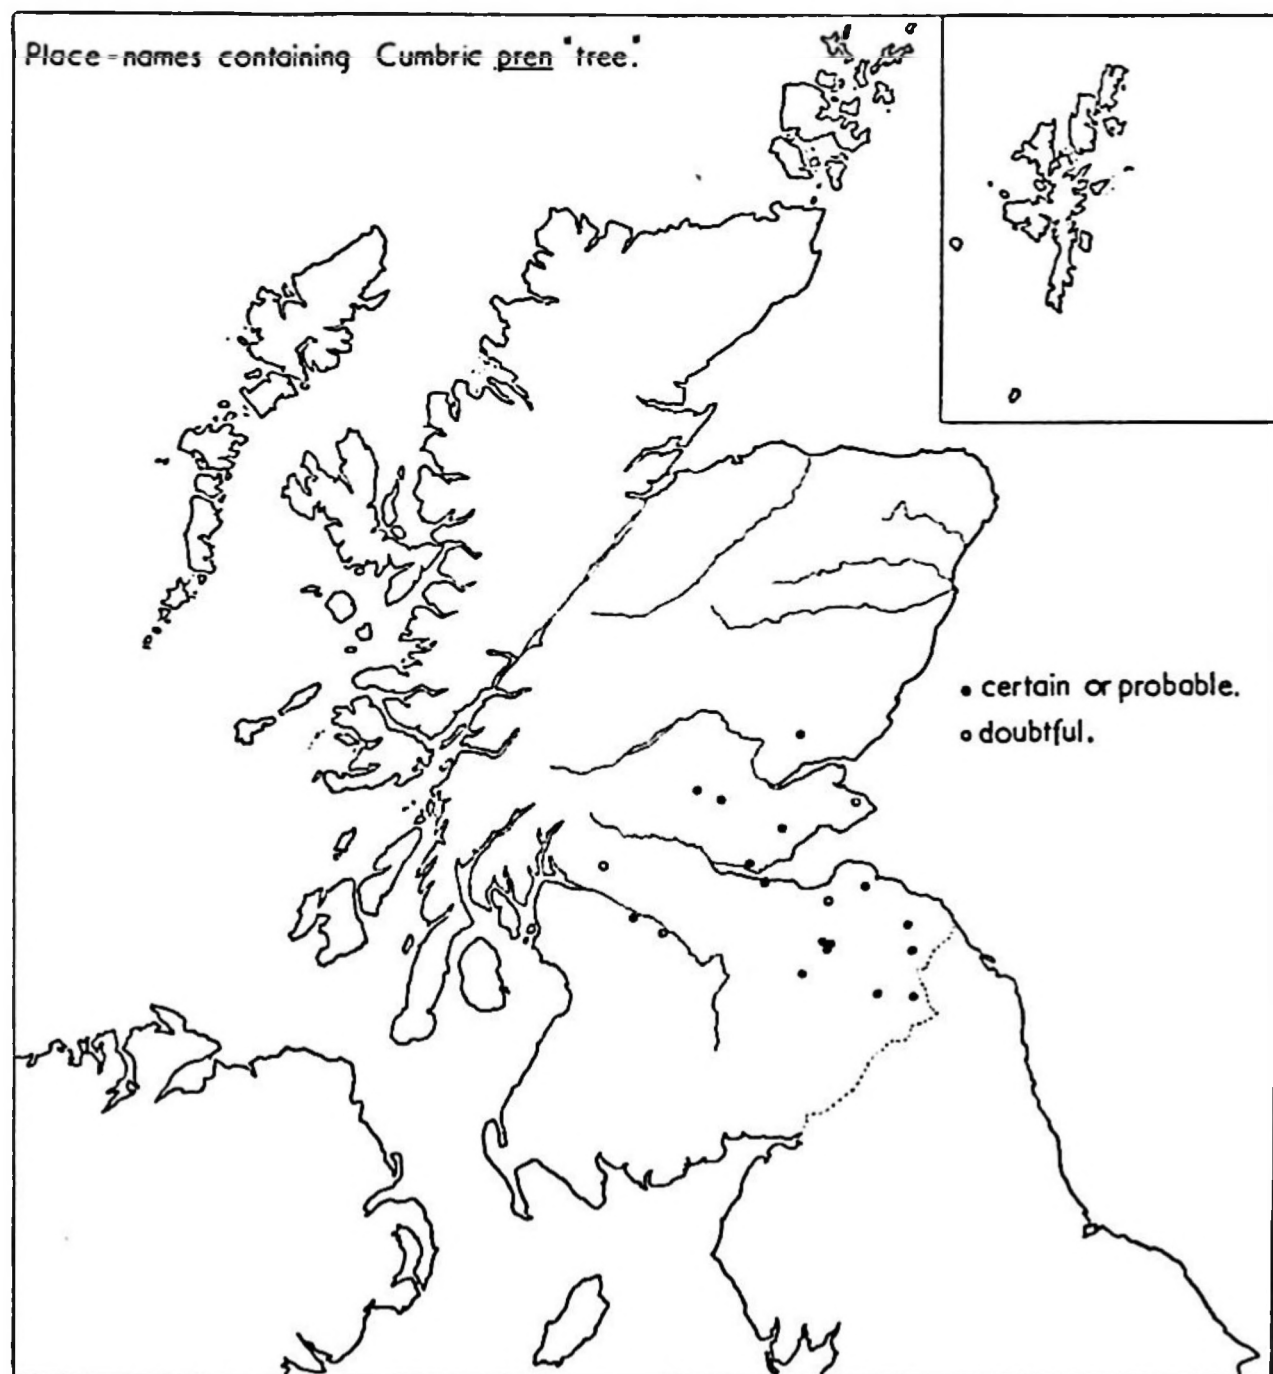 Place-names containing Cumbric pren "tree".
• certain or probable.
o doubtful.